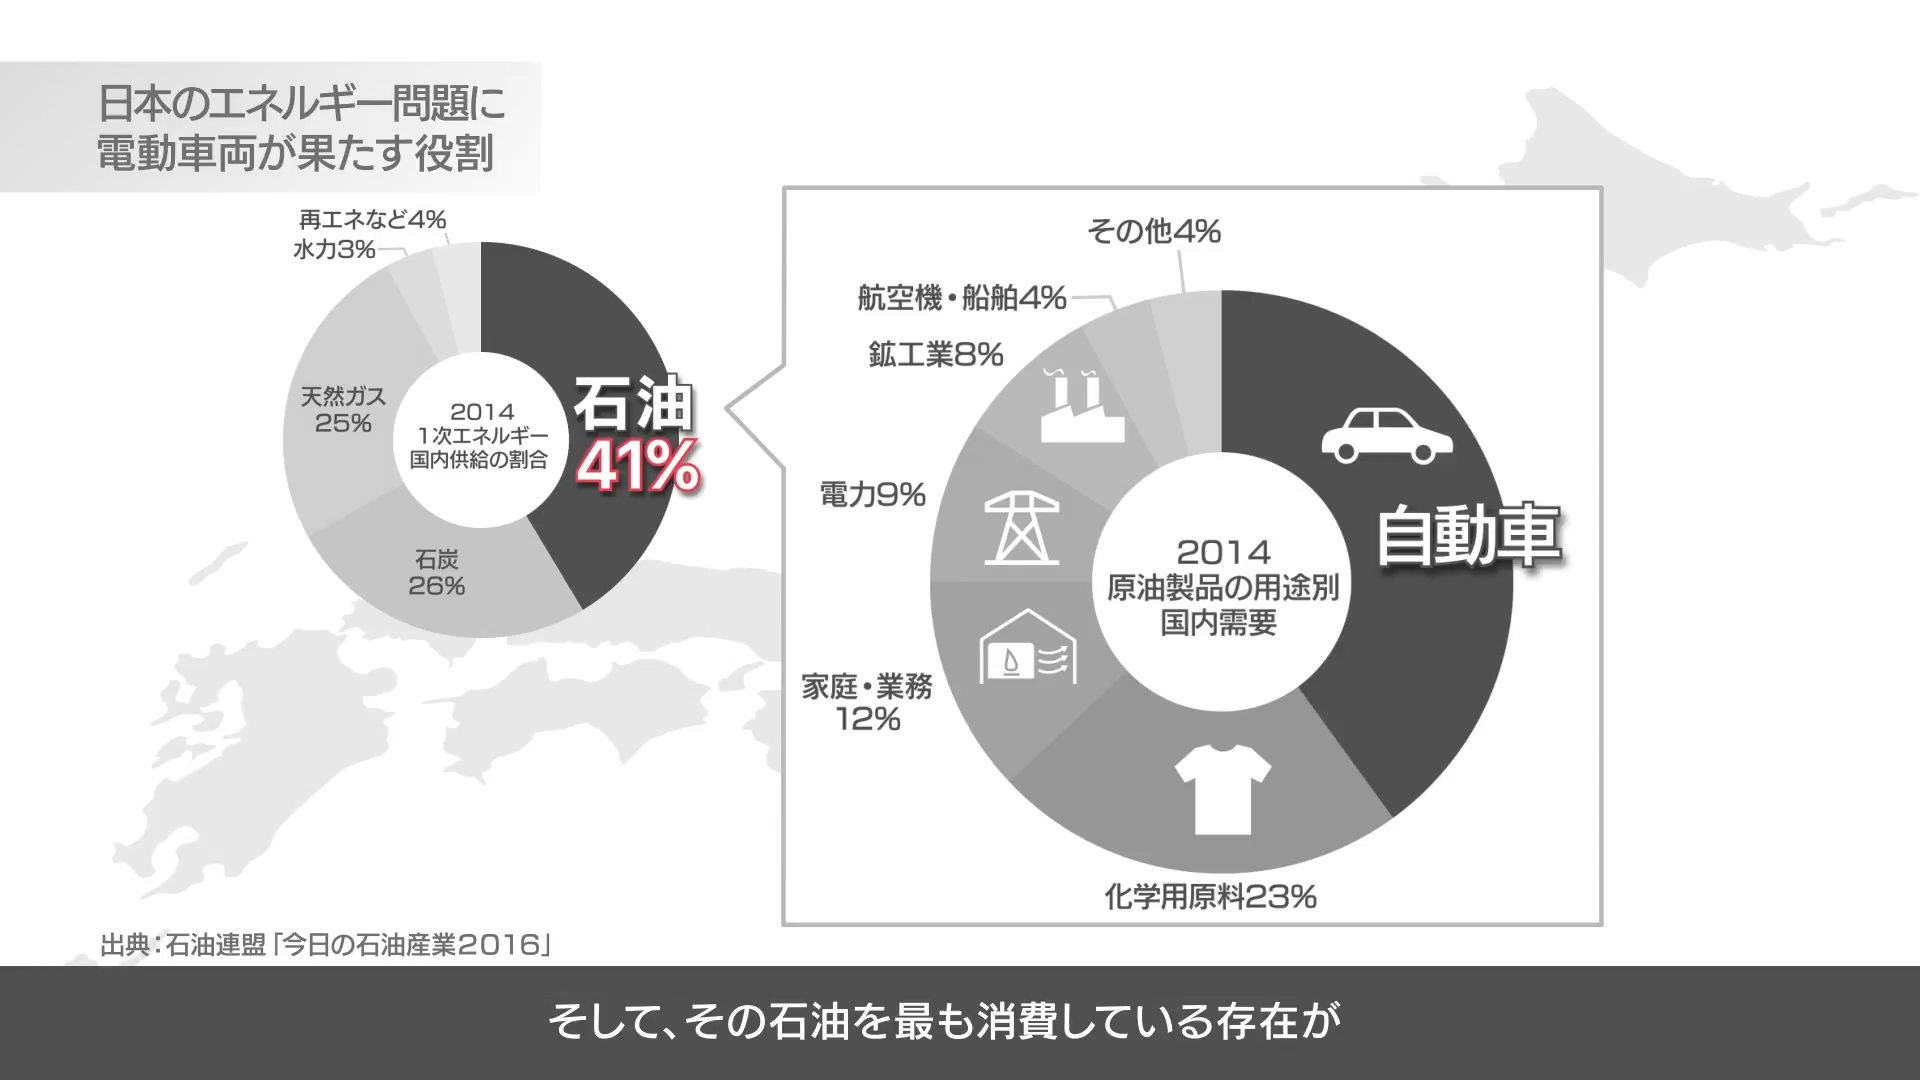 日本のエネルギー問題に
電動車両が果たす役割
再エネなど4%
水力3%
天然ガス
25%
石炭
26%
2014
1次エネルギー
国内供給の割合
石油
41%
その他4%
航空機・船舶4%
鉱工業8%
電力9%
家庭・業務
12%
化学用原料23%
自動車
2014
原油製品の用途別
国内需要
出典：石油連盟「今日の石油産業2016」
そして、その石油を最も消費している存在が